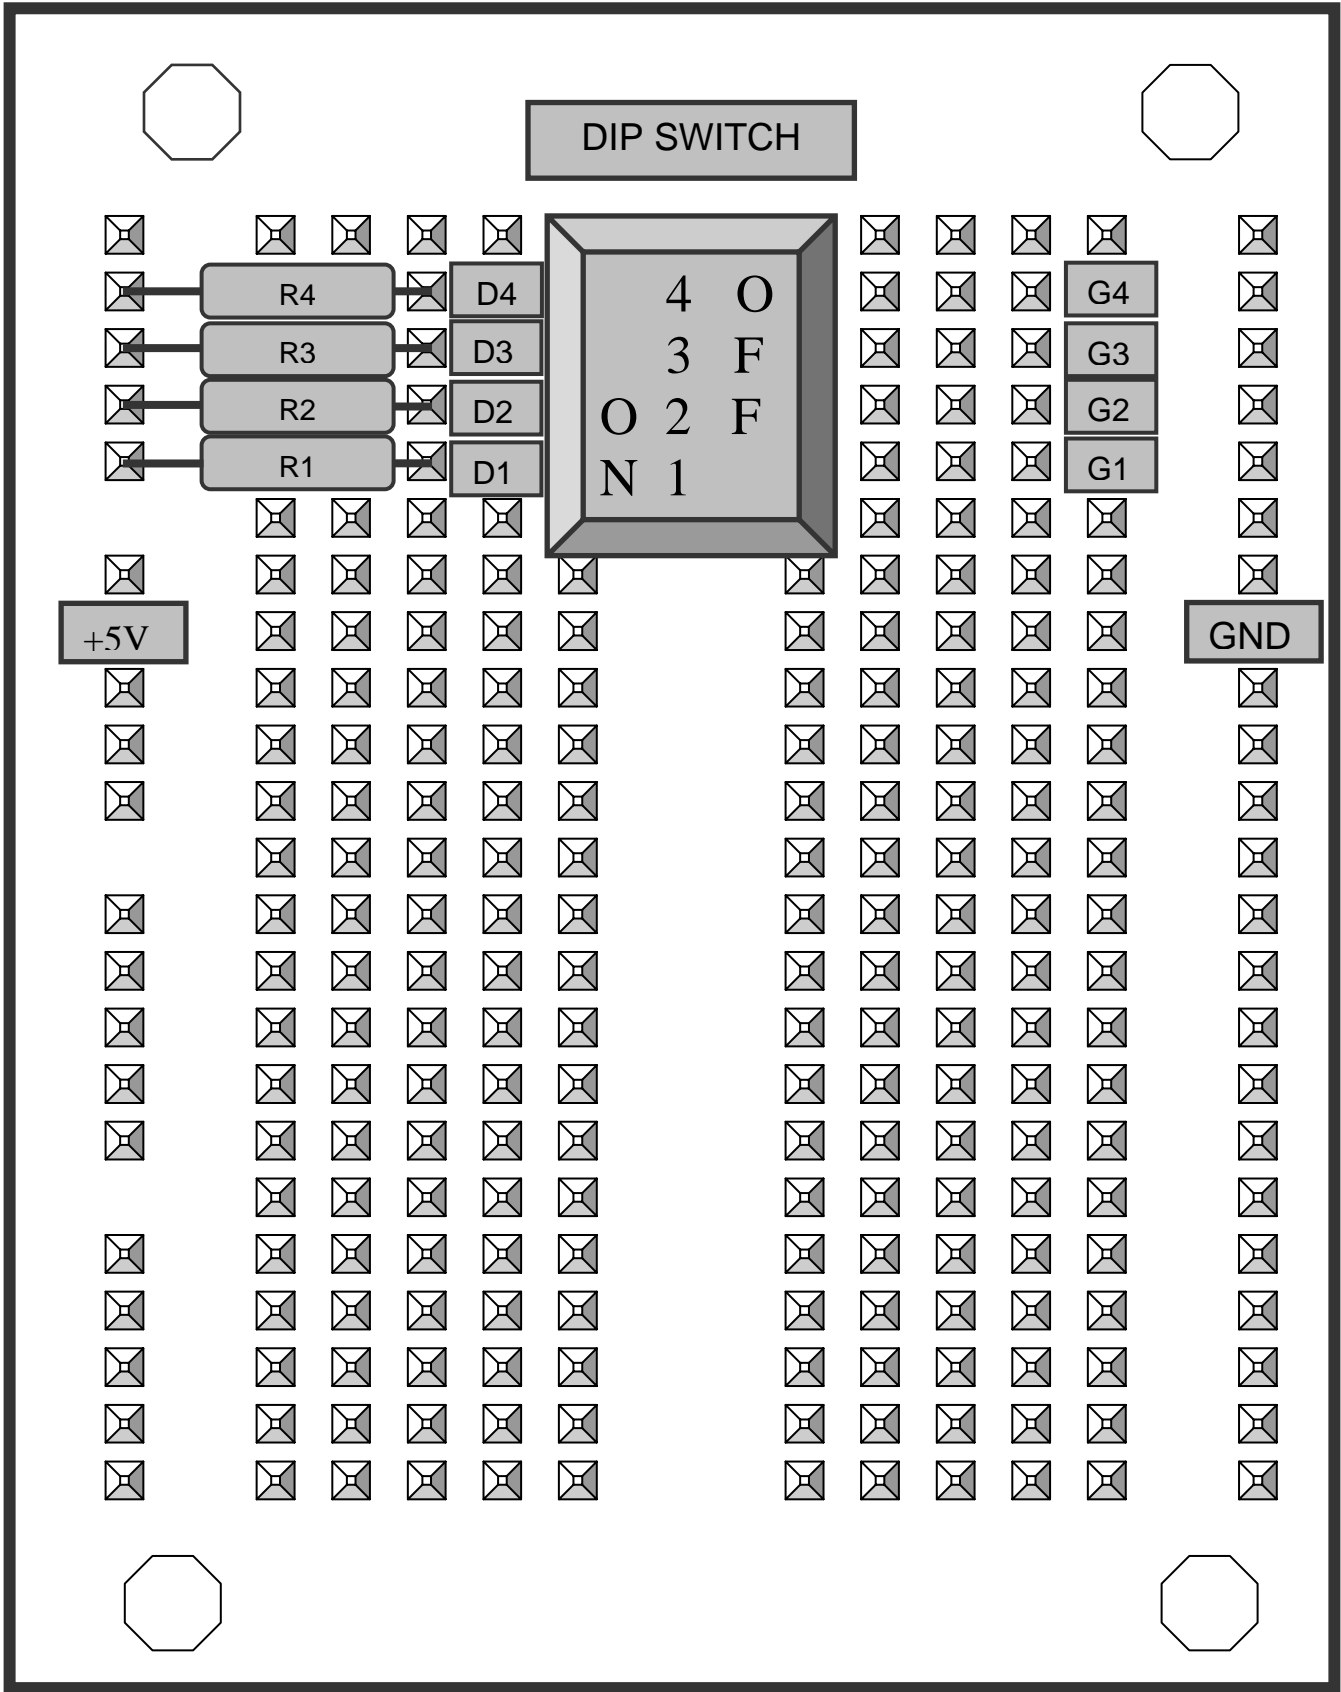 DIP SWITCH
R4 D4 4 O G4
R3 D3 3 F G3
R2 D2 O 2 F G2
R1 D1 N 1 G1
+5V GND